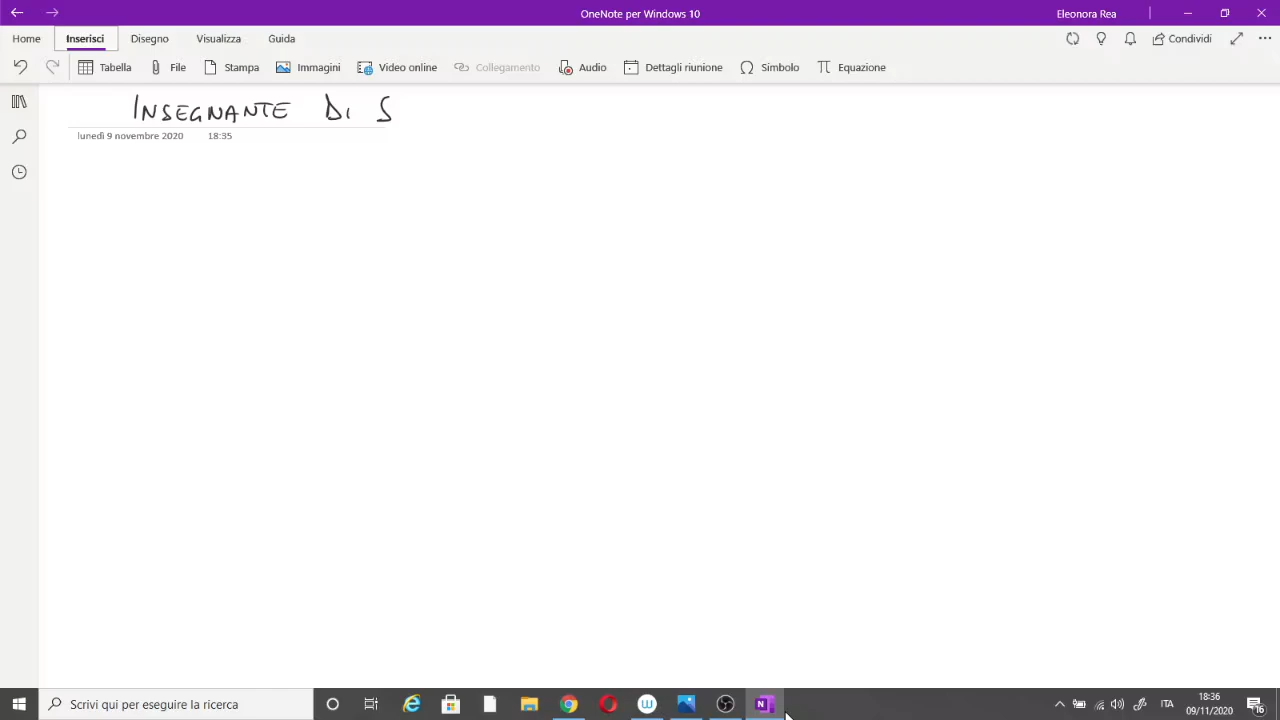 OneNote per Windows 10
Eleonora Rea
Home Inserisci Disegno Visualizza Guida
Condividi
Tabella File Stampa Immagini Video online Collegamento Audio Dettagli riunione Simbolo Equazione
INSEGNANTE DI S
lunedì 9 novembre 2020 18:35
Scrivi qui per eseguire la ricerca
ITA
18:36
09/11/2020
16